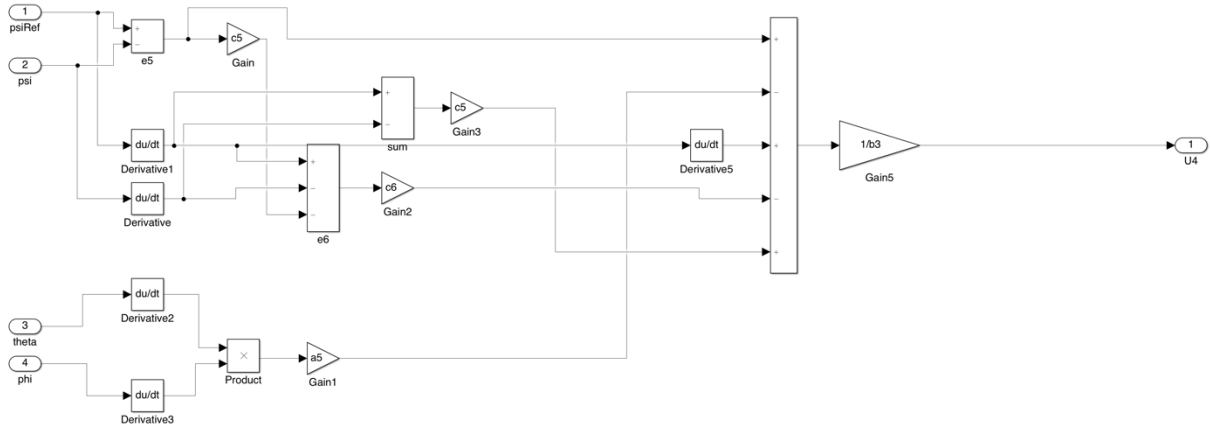 1
psiRef
+
−
e5
c5
Gain
2
psi
+
−
sum
c5
Gain3
du/dt
Derivative1
du/dt
Derivative
+
−
−
e6
c6
Gain2
du/dt
Derivative5
+
−
+
−
+
1/b3
Gain5
1
U4
3
theta
du/dt
Derivative2
4
phi
du/dt
Derivative3
×
Product
a5
Gain1